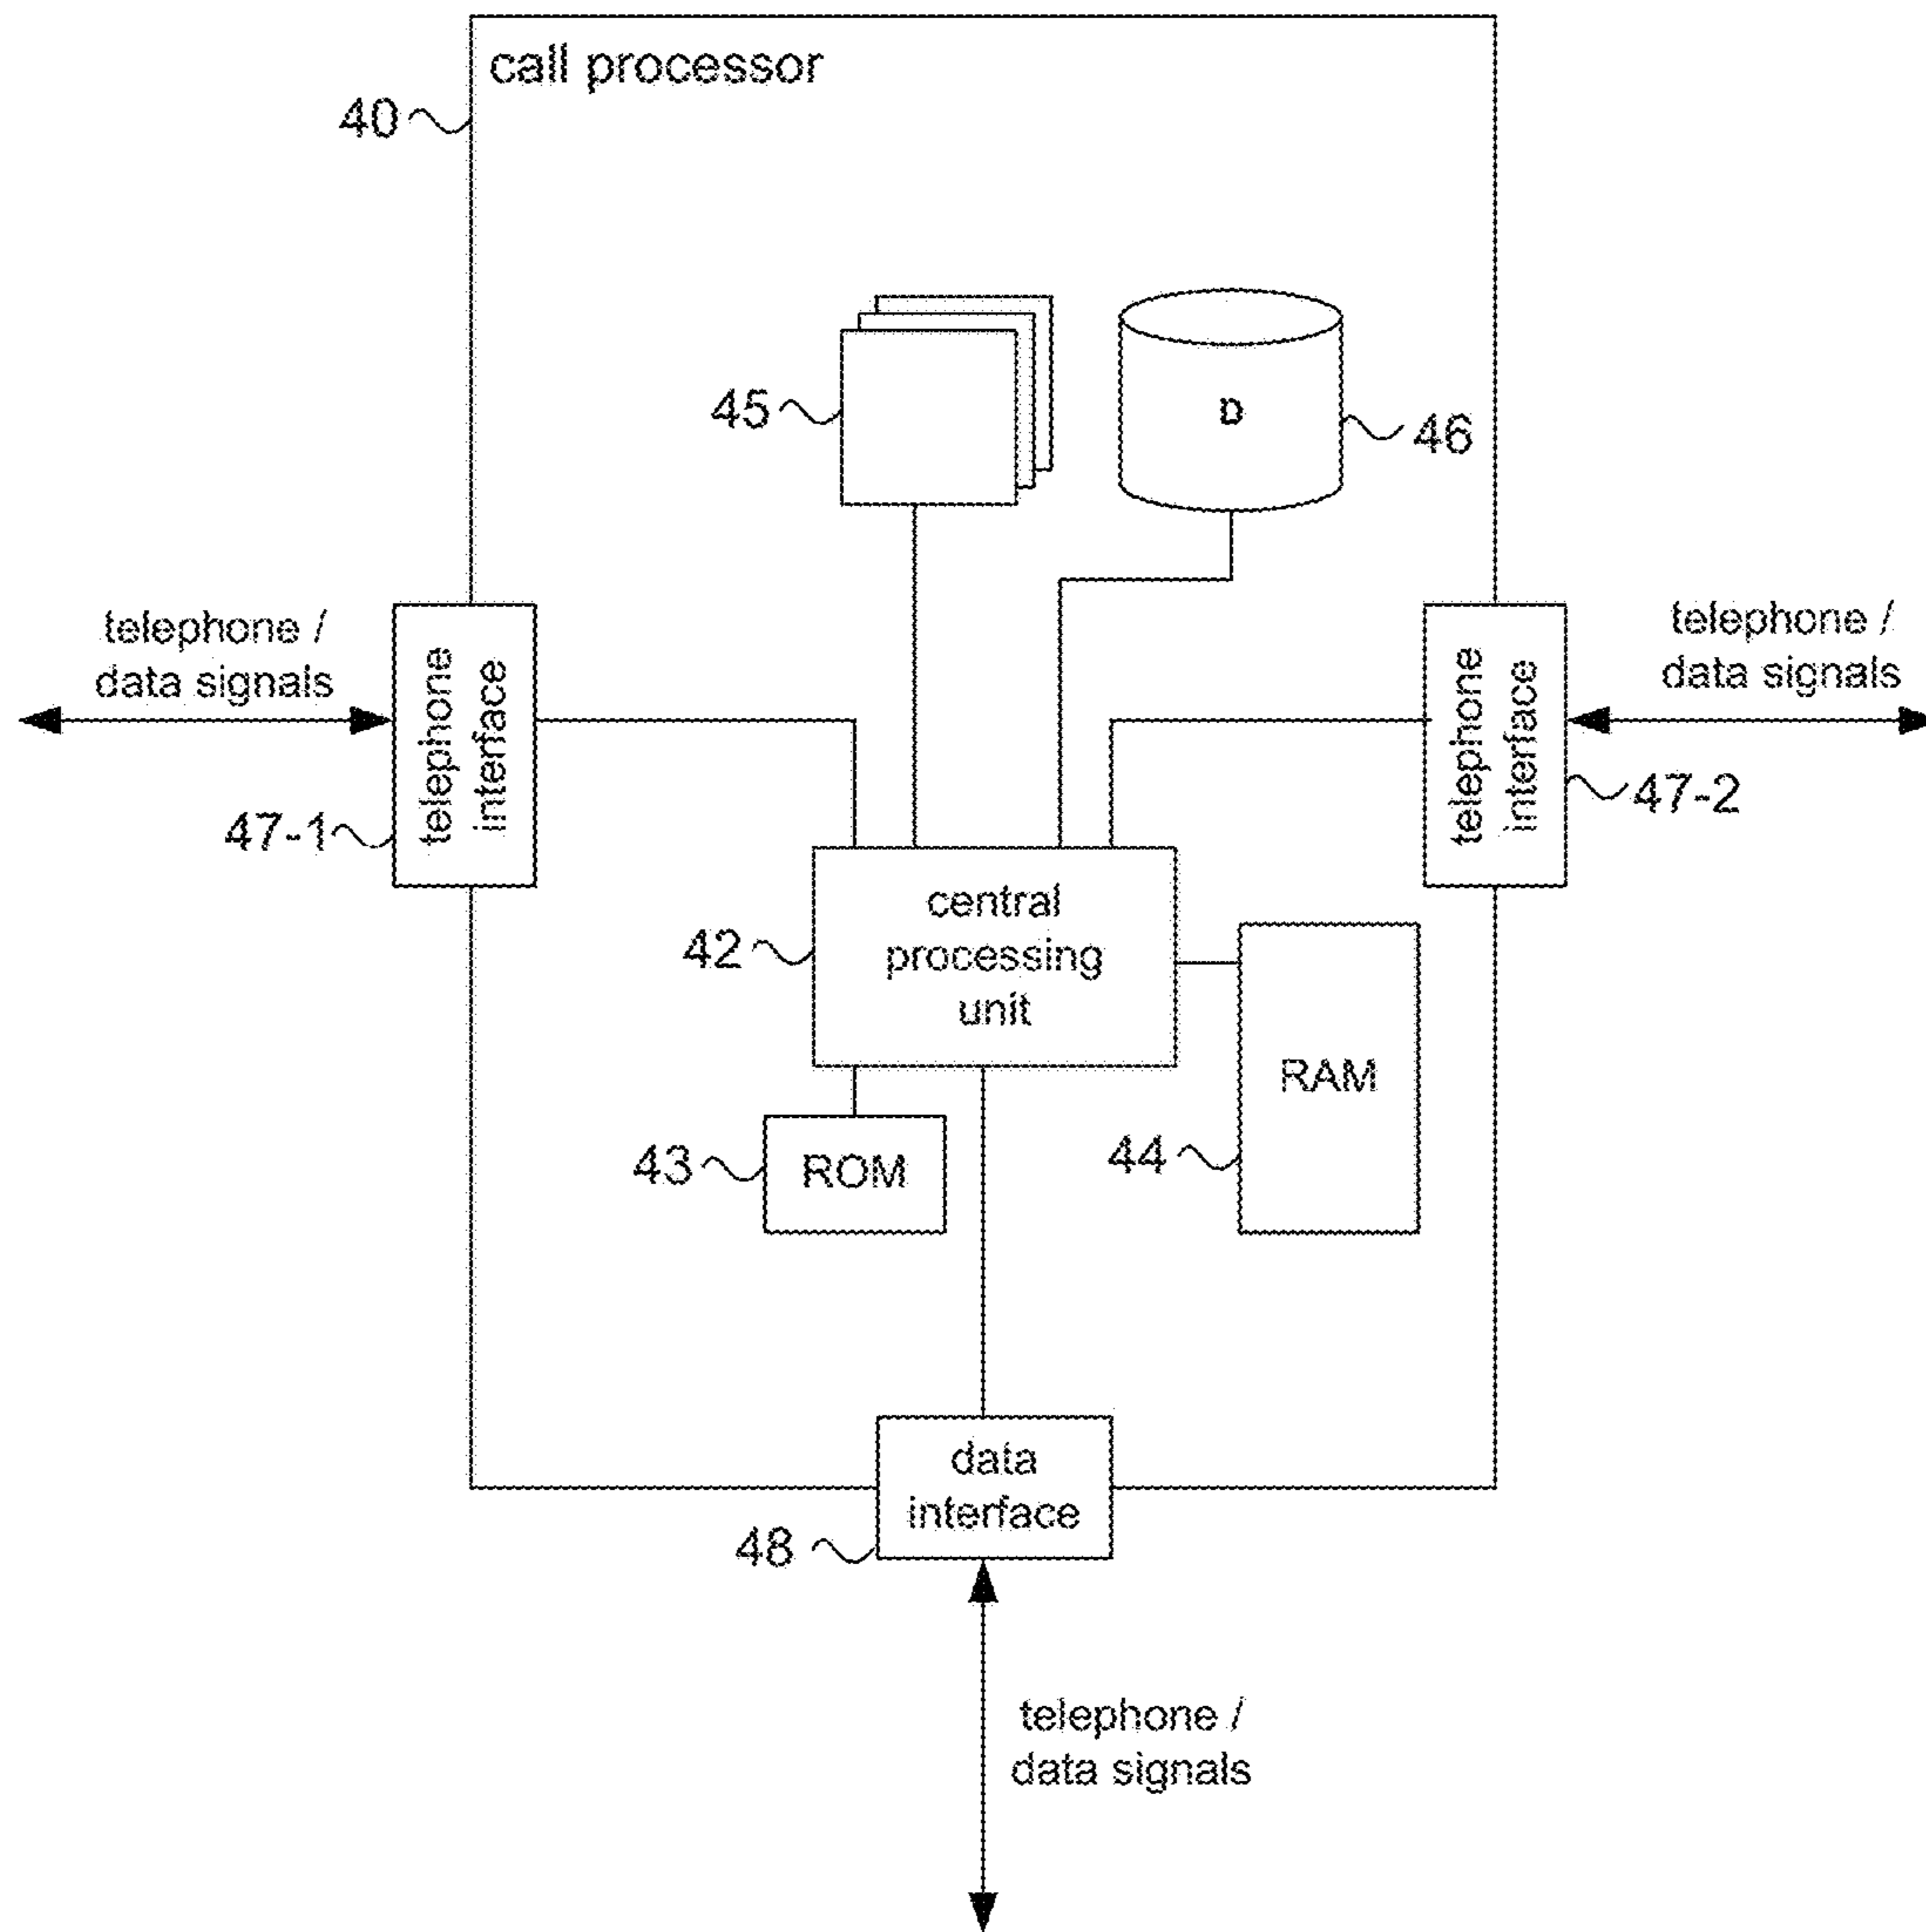 call processor
40
45
D
46
telephone /
data signals
telephone
interface
47-1
telephone /
data signals
telephone
interface
47-2
central
processing
unit
42
RAM
44
ROM
43
data
interface
48
telephone /
data signals